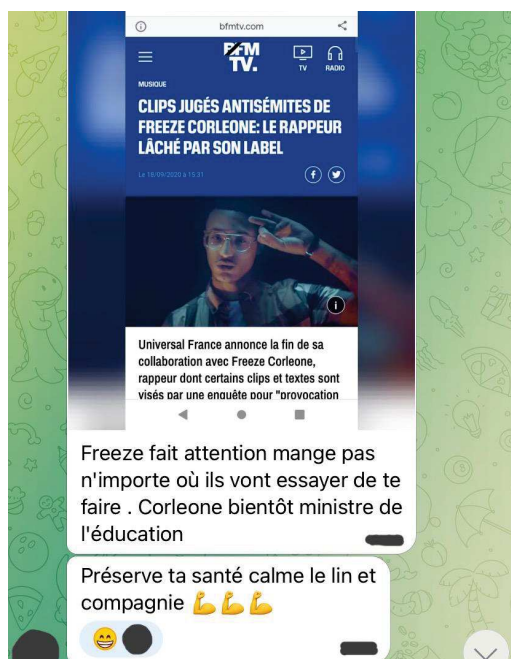 bfmtv.com
BFM
TV.
TV
RADIO
MUSIQUE
CLIPS JUGÉS ANTISÉMITES DE
FREEZE CORLEONE: LE RAPPEUR
LÂCHÉ PAR SON LABEL
Le 18/09/2020 à 15:31
Universal France annonce la fin de sa
collaboration avec Freeze Corleone,
rappeur dont certains clips et textes sont
visés par une enquête pour "provocation
Freeze fait attention mange pas
n'importe où ils vont essayer de te
faire . Corleone bientôt ministre de
l'éducation
Préserve ta santé calme le lin et
compagnie 💪💪💪